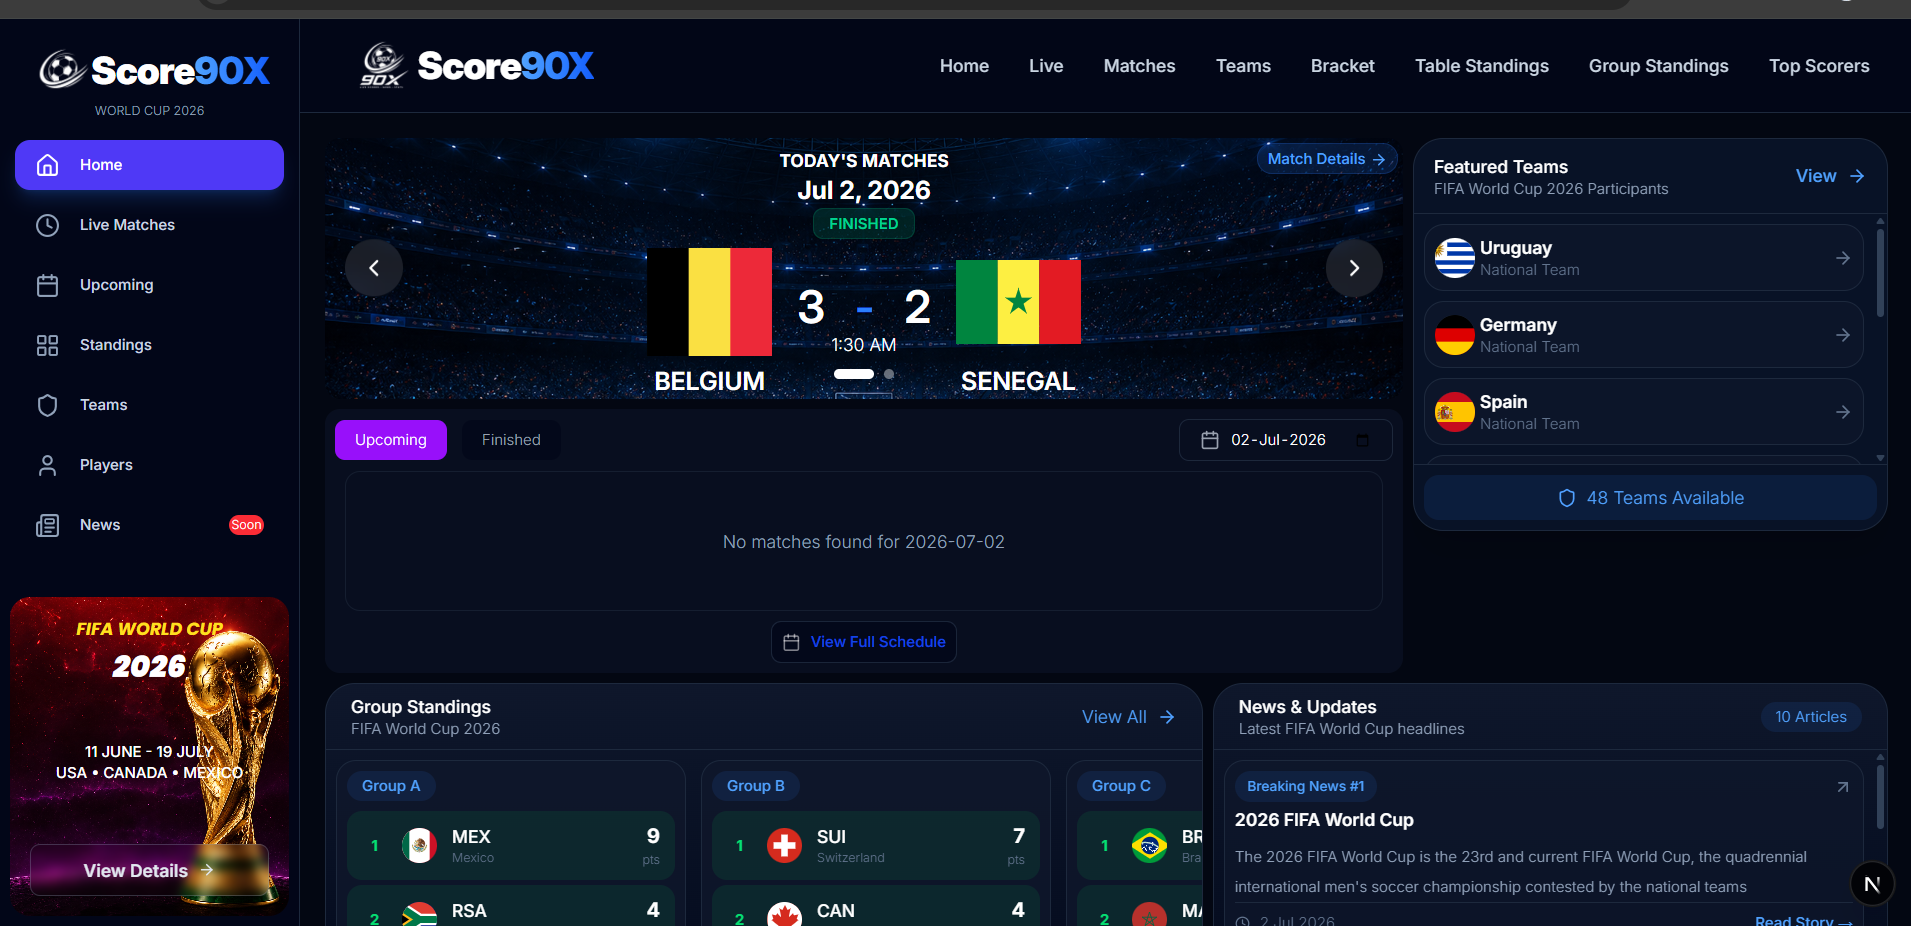 Score90X
WORLD CUP 2026
Home
Live Matches
Upcoming
Standings
Teams
Players
News
Soon
FIFA WORLD CUP
2026
11 JUNE - 19 JULY
USA • CANADA • MEXICO
View Details →
90X
Score90X
Home
Live
Matches
Teams
Bracket
Table Standings
Group Standings
Top Scorers
TODAY'S MATCHES
Jul 2, 2026
FINISHED
Match Details →
3 - 2
1:30 AM
BELGIUM
SENEGAL
Upcoming
Finished
02-Jul-2026
No matches found for 2026-07-02
View Full Schedule
Featured Teams
FIFA World Cup 2026 Participants
View →
Uruguay
National Team
Germany
National Team
Spain
National Team
48 Teams Available
Group Standings
FIFA World Cup 2026
View All →
Group A
1 MEX 9
Mexico pts
2 RSA 4
Group B
1 SUI 7
Switzerland pts
2 CAN 4
Group C
1 BR
Bra
2 MA
News & Updates
Latest FIFA World Cup headlines
10 Articles
Breaking News #1
2026 FIFA World Cup
The 2026 FIFA World Cup is the 23rd and current FIFA World Cup, the quadrennial
international men's soccer championship contested by the national teams
2 Jul 2026
Read Story →
N